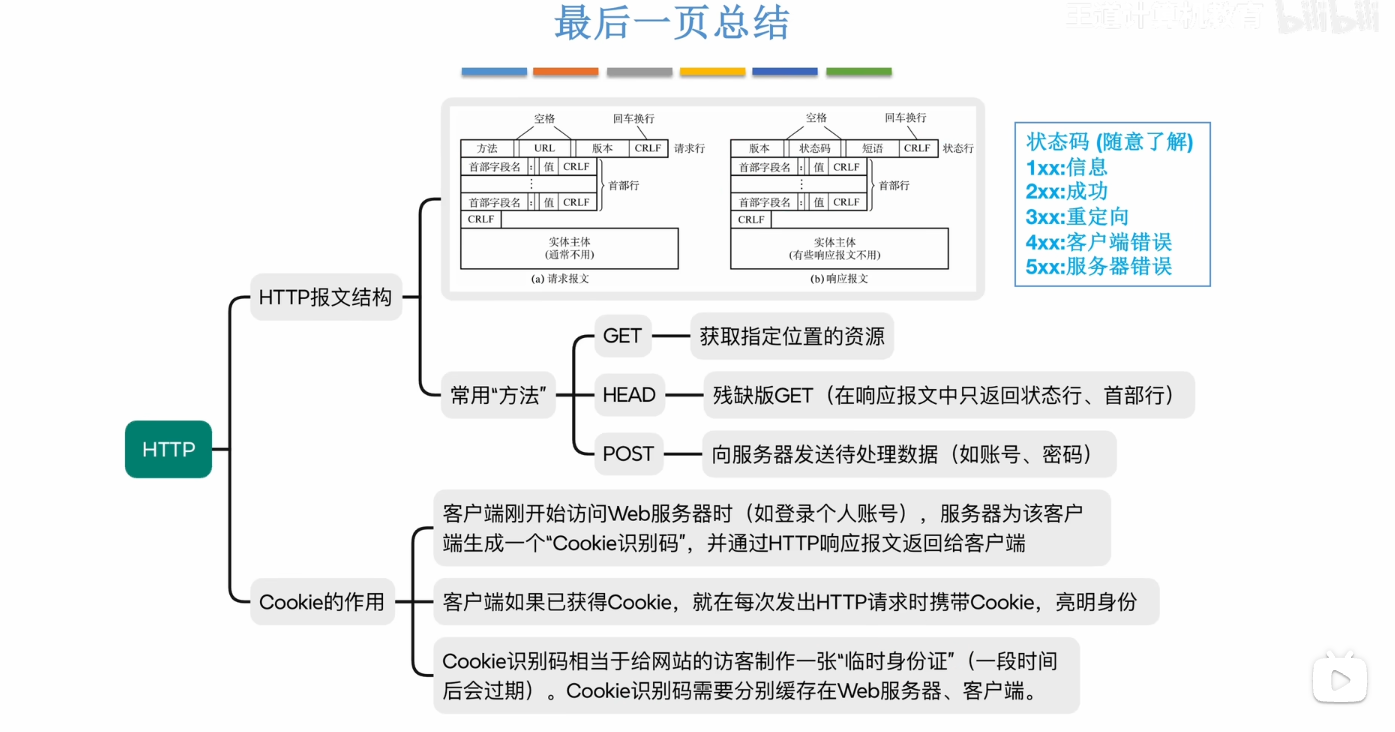 最后一页总结
王道计算机教育 bilibili
空格
回车换行
方法 URL 版本 CRLF 请求行
首部字段名 : 值 CRLF
⋮
首部行
首部字段名 : 值 CRLF
CRLF
实体主体
(通常不用)
(a) 请求报文
空格
回车换行
版本 状态码 短语 CRLF 状态行
首部字段名 : 值 CRLF
⋮
首部行
首部字段名 : 值 CRLF
CRLF
实体主体
(有些响应报文不用)
(b) 响应报文
状态码 (随意了解)
1xx:信息
2xx:成功
3xx:重定向
4xx:客户端错误
5xx:服务器错误
HTTP
HTTP报文结构
常用“方法”
GET
获取指定位置的资源
HEAD
残缺版GET（在响应报文中只返回状态行、首部行）
POST
向服务器发送待处理数据（如账号、密码）
Cookie的作用
客户端刚开始访问Web服务器时（如登录个人账号），服务器为该客户
端生成一个“Cookie识别码”，并通过HTTP响应报文返回给客户端
客户端如果已获得Cookie，就在每次发出HTTP请求时携带Cookie，亮明身份
Cookie识别码相当于给网站的访客制作一张“临时身份证”（一段时间
后会过期）。Cookie识别码需要分别缓存在Web服务器、客户端。